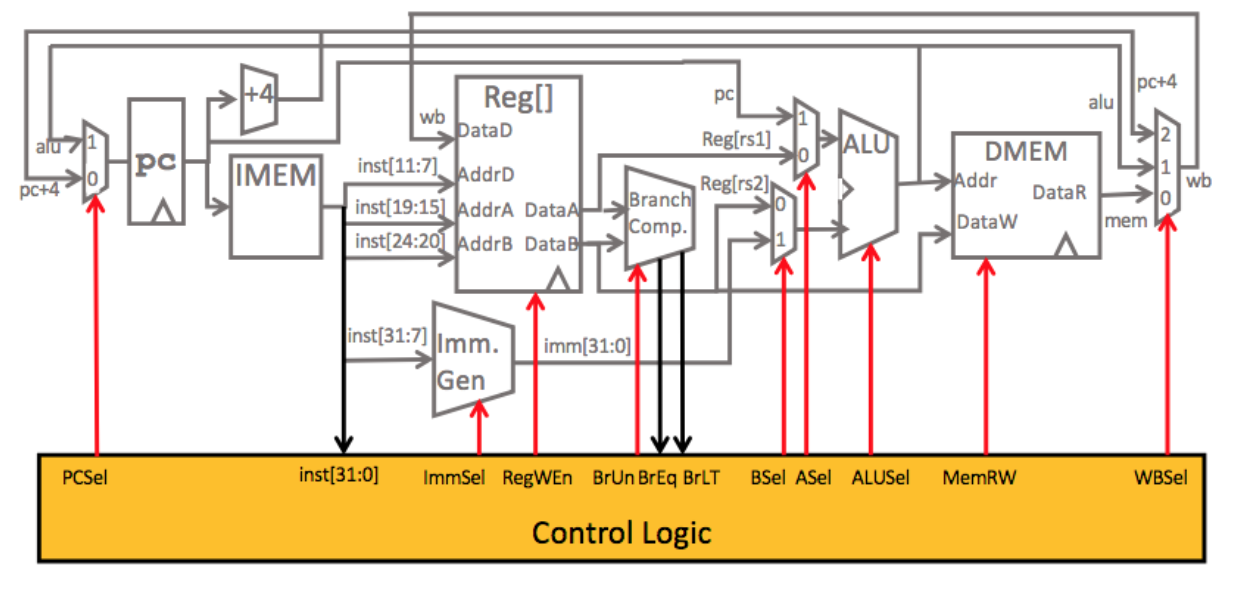 pc+4
alu
+4
Reg[]
wb
DataD
pc
alu
1
2
Reg[rs1]
0
ALU
DMEM
1
alu
1
pc
IMEM
inst[11:7]
AddrD
Addr
DataR
wb
pc+4
0
Reg[rs2]
0
mem
0
inst[19:15]
AddrA
DataA
Branch
Comp.
DataW
inst[24:20]
AddrB
DataB
1
inst[31:7]
Imm.
Gen
imm[31:0]
PCSel
inst[31:0]
ImmSel
RegWEn
BrUn
BrEq
BrLT
BSel
ASel
ALUSel
MemRW
WBSel
Control Logic